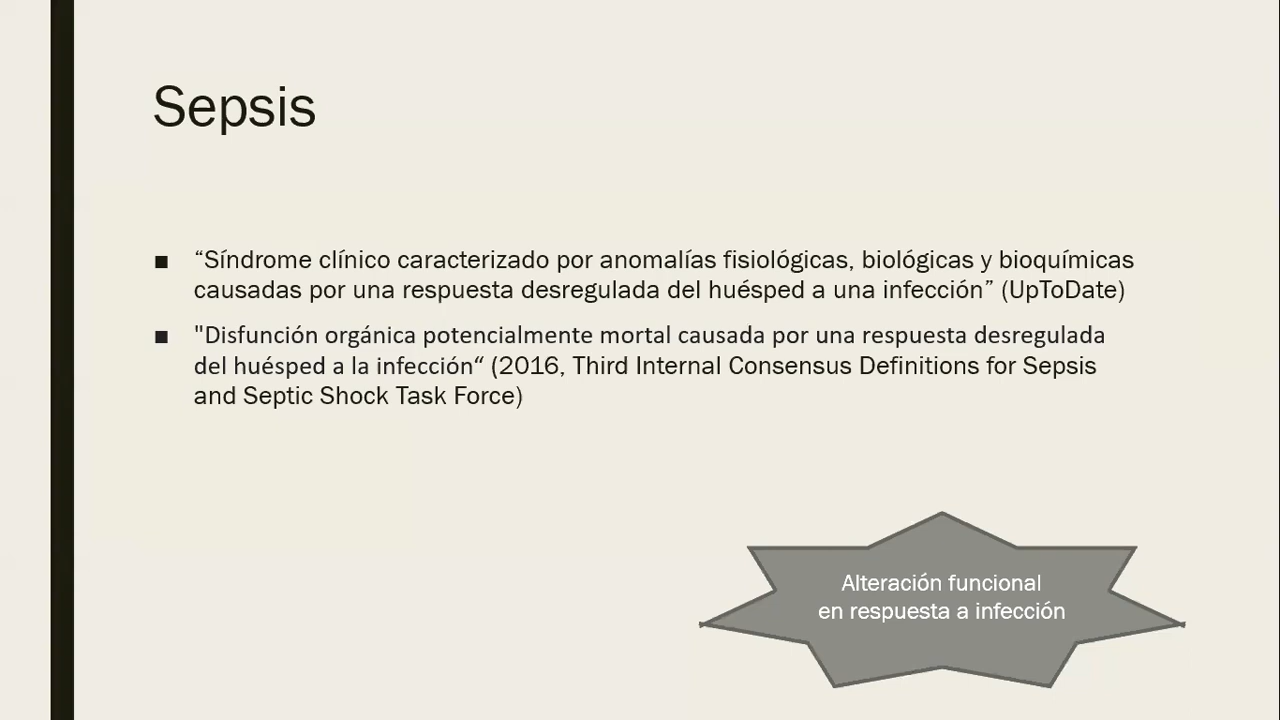 Sepsis
■ “Síndrome clínico caracterizado por anomalías fisiológicas, biológicas y bioquímicas
causadas por una respuesta desregulada del huésped a una infección” (UpToDate)
■ "Disfunción orgánica potencialmente mortal causada por una respuesta desregulada
del huésped a la infección“ (2016, Third Internal Consensus Definitions for Sepsis
and Septic Shock Task Force)
Alteración funcional
en respuesta a infección